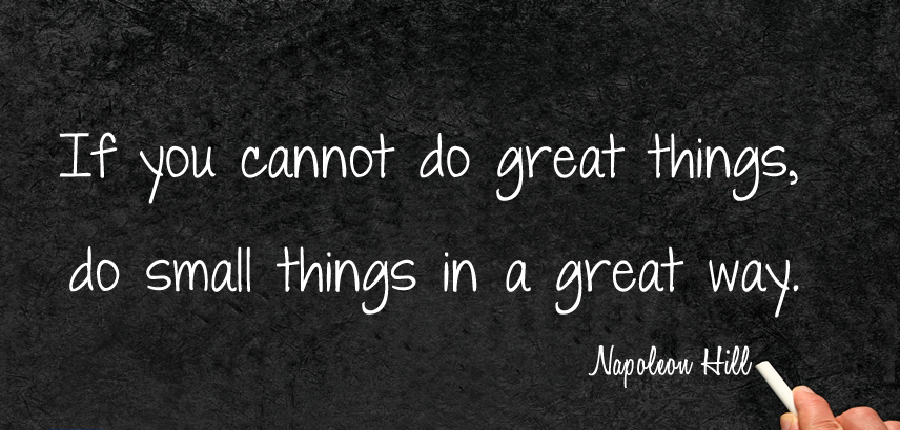 If you cannot do great things,
do small things in a great way.
Napoleon Hill